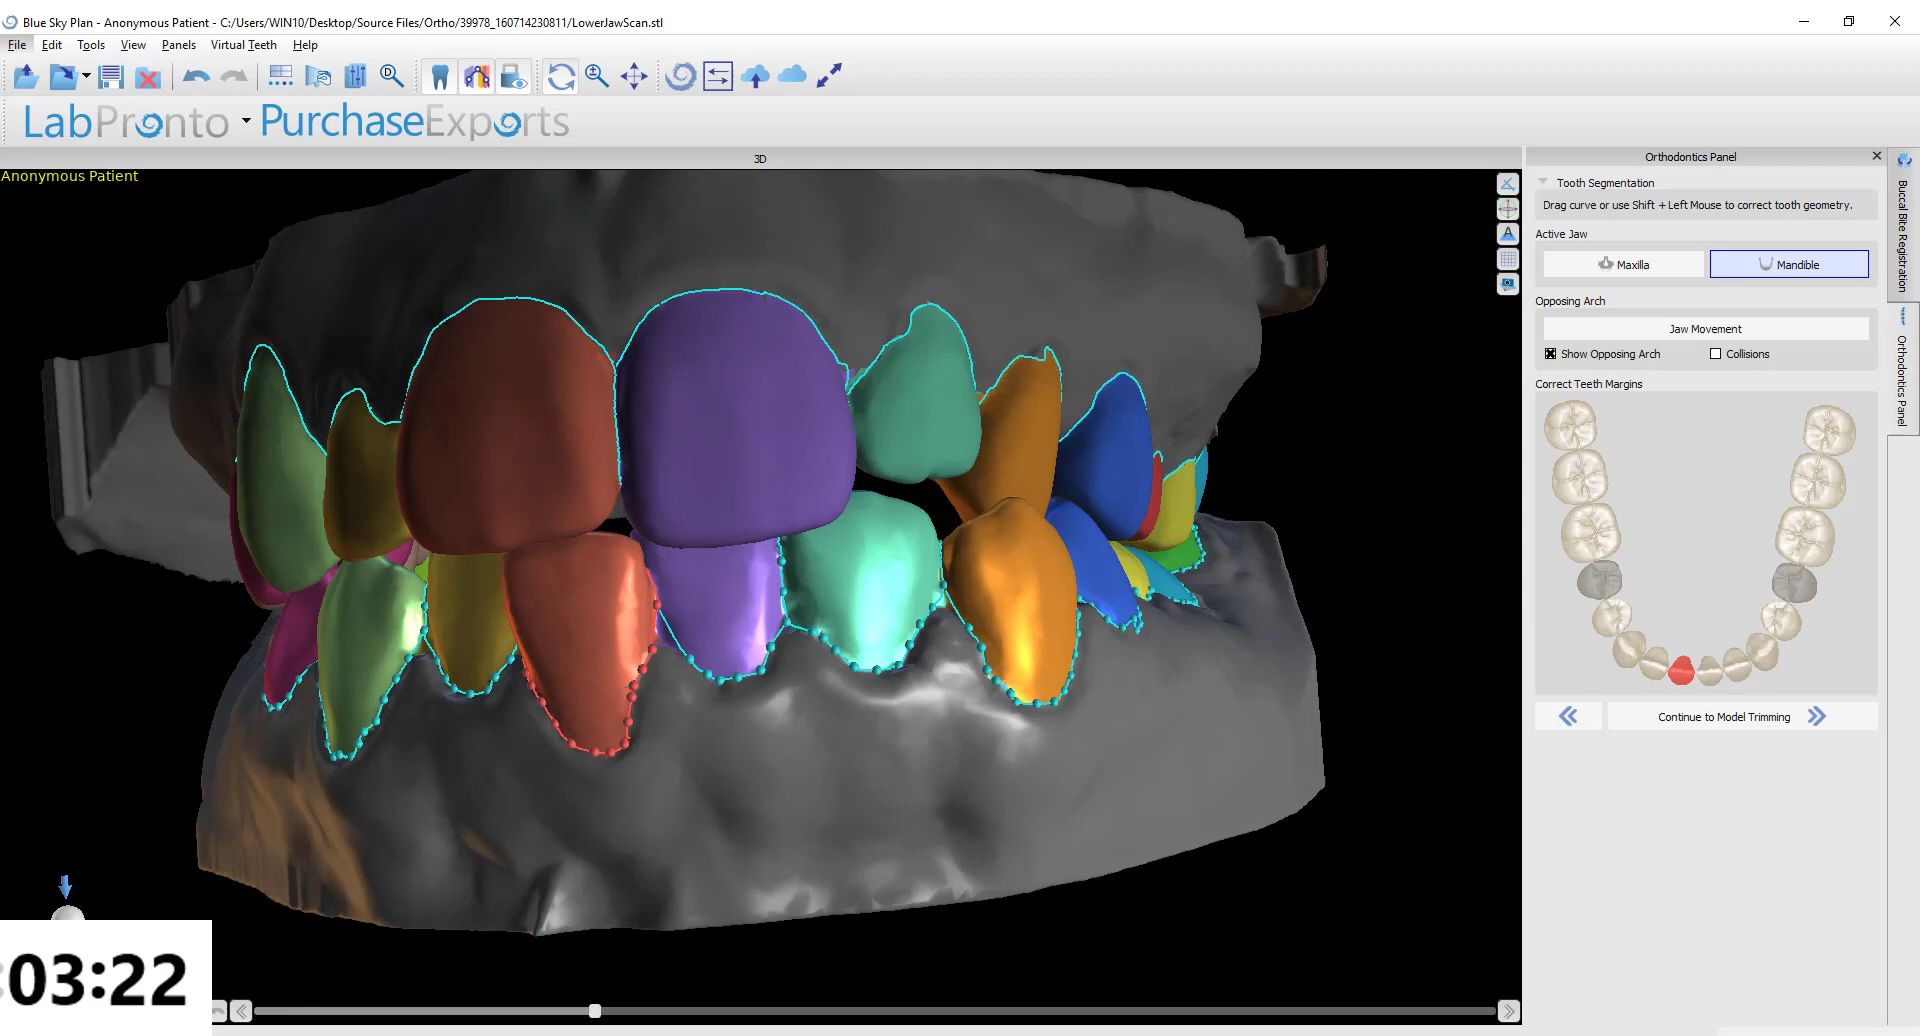 Blue Sky Plan - Anonymous Patient - C:/Users/WIN10/Desktop/Source Files/Ortho/39978_160714230811/LowerJawScan.stl
File Edit Tools View Panels Virtual Teeth Help
LabPronto PurchaseExports
3D
Anonymous Patient
Orthodontics Panel
Tooth Segmentation
Drag curve or use Shift + Left Mouse to correct tooth geometry.
Active Jaw
Maxilla Mandible
Opposing Arch
Jaw Movement
Show Opposing Arch Collisions
Correct Teeth Margins
Continue to Model Trimming
Buccal Bite Registration
Orthodontics Panel
:03:22